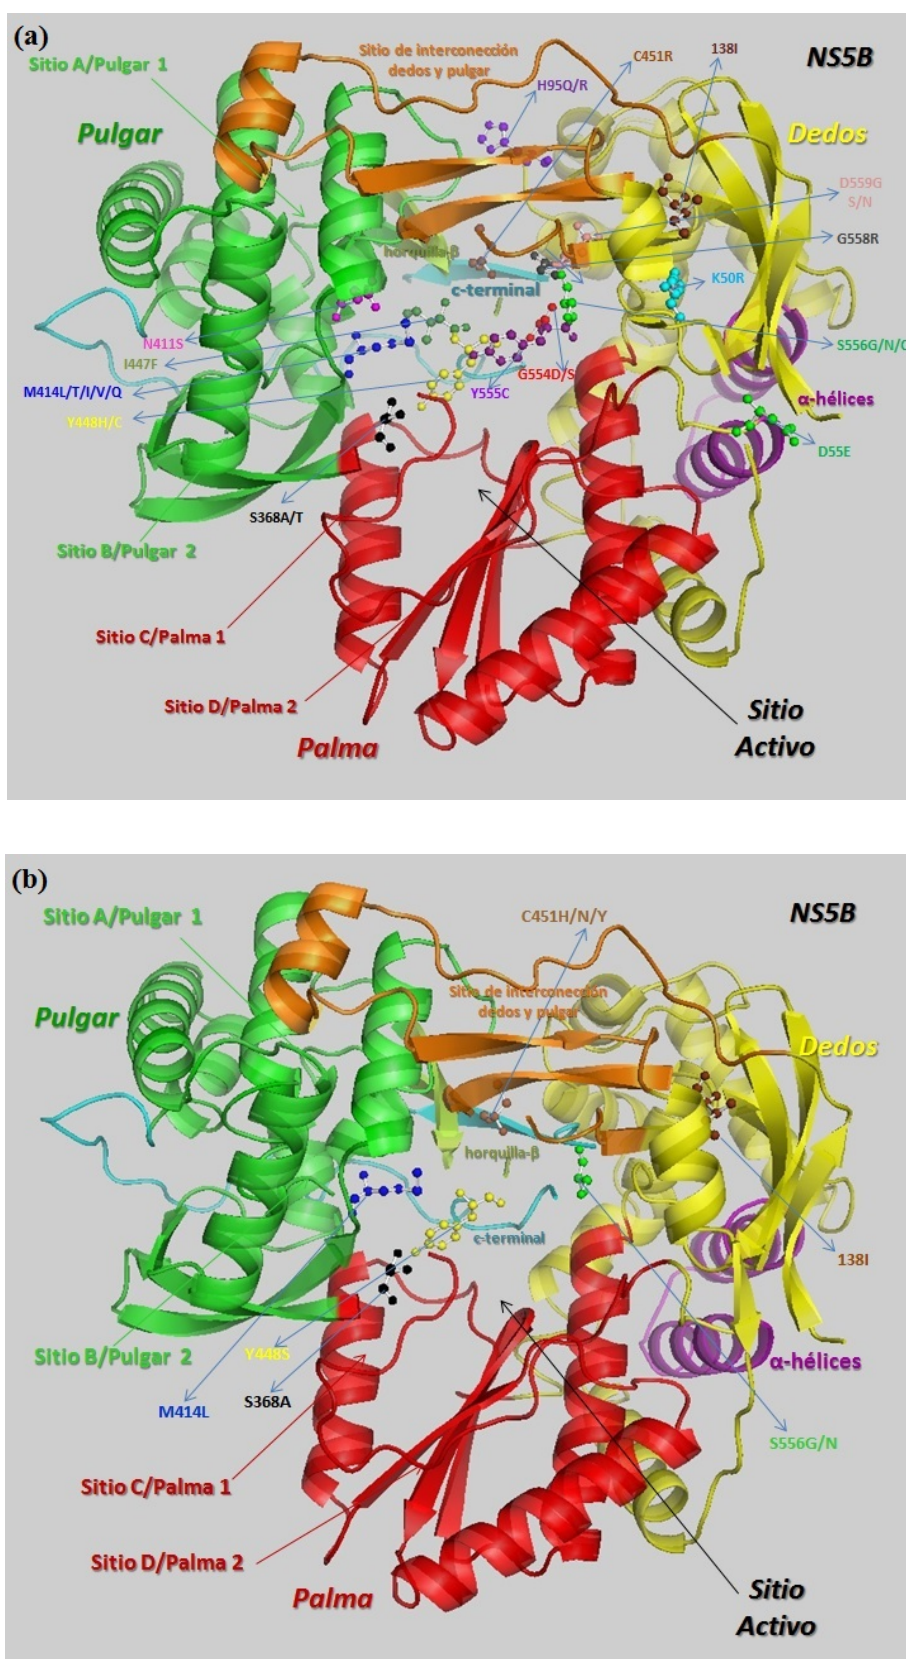 (a)
Sitio A/Pulgar 1
Sitio de interconección
dedos y pulgar
C451R
138I
NS5B
H95Q/R
Pulgar
Dedos
D559G
S/N
G558R
horquilla-β
c-terminal
K50R
N411S
I447F
S556G/N/C
M414L/T/I/V/Q
G554D/S
Y555C
α-hélices
Y448H/C
D55E
S368A/T
Sitio B/Pulgar 2
Sitio C/Palma 1
Sitio D/Palma 2
Palma
Sitio
Activo
(b)
Sitio A/Pulgar 1
C451H/N/Y
NS5B
Sitio de interconección
dedos y pulgar
Pulgar
Dedos
horquilla-β
c-terminal
138I
Sitio B/Pulgar 2
Y448S
α-hélices
S368A
M414L
S556G/N
Sitio C/Palma 1
Sitio D/Palma 2
Palma
Sitio
Activo